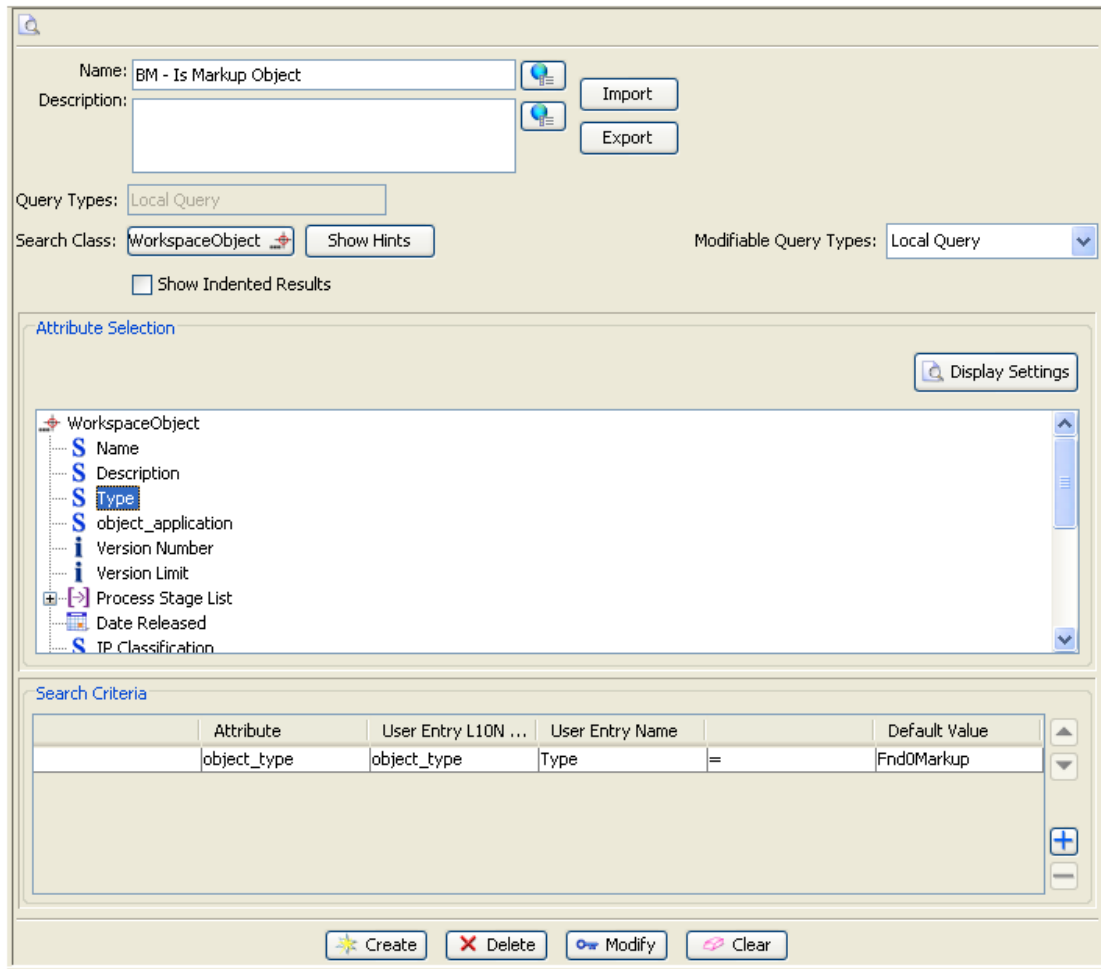 Name: BM - Is Markup Object
Import
Description:
Export
Query Types: Local Query
Search Class: WorkspaceObject Show Hints Modifiable Query Types: Local Query
Show Indented Results
Attribute Selection
Display Settings
WorkspaceObject
S Name
S Description
S Type
S object_application
i Version Number
i Version Limit
Process Stage List
Date Released
S IP Classification
Search Criteria
Attribute User Entry L10N ... User Entry Name Default Value
object_type object_type Type = Fnd0Markup
Create Delete Modify Clear